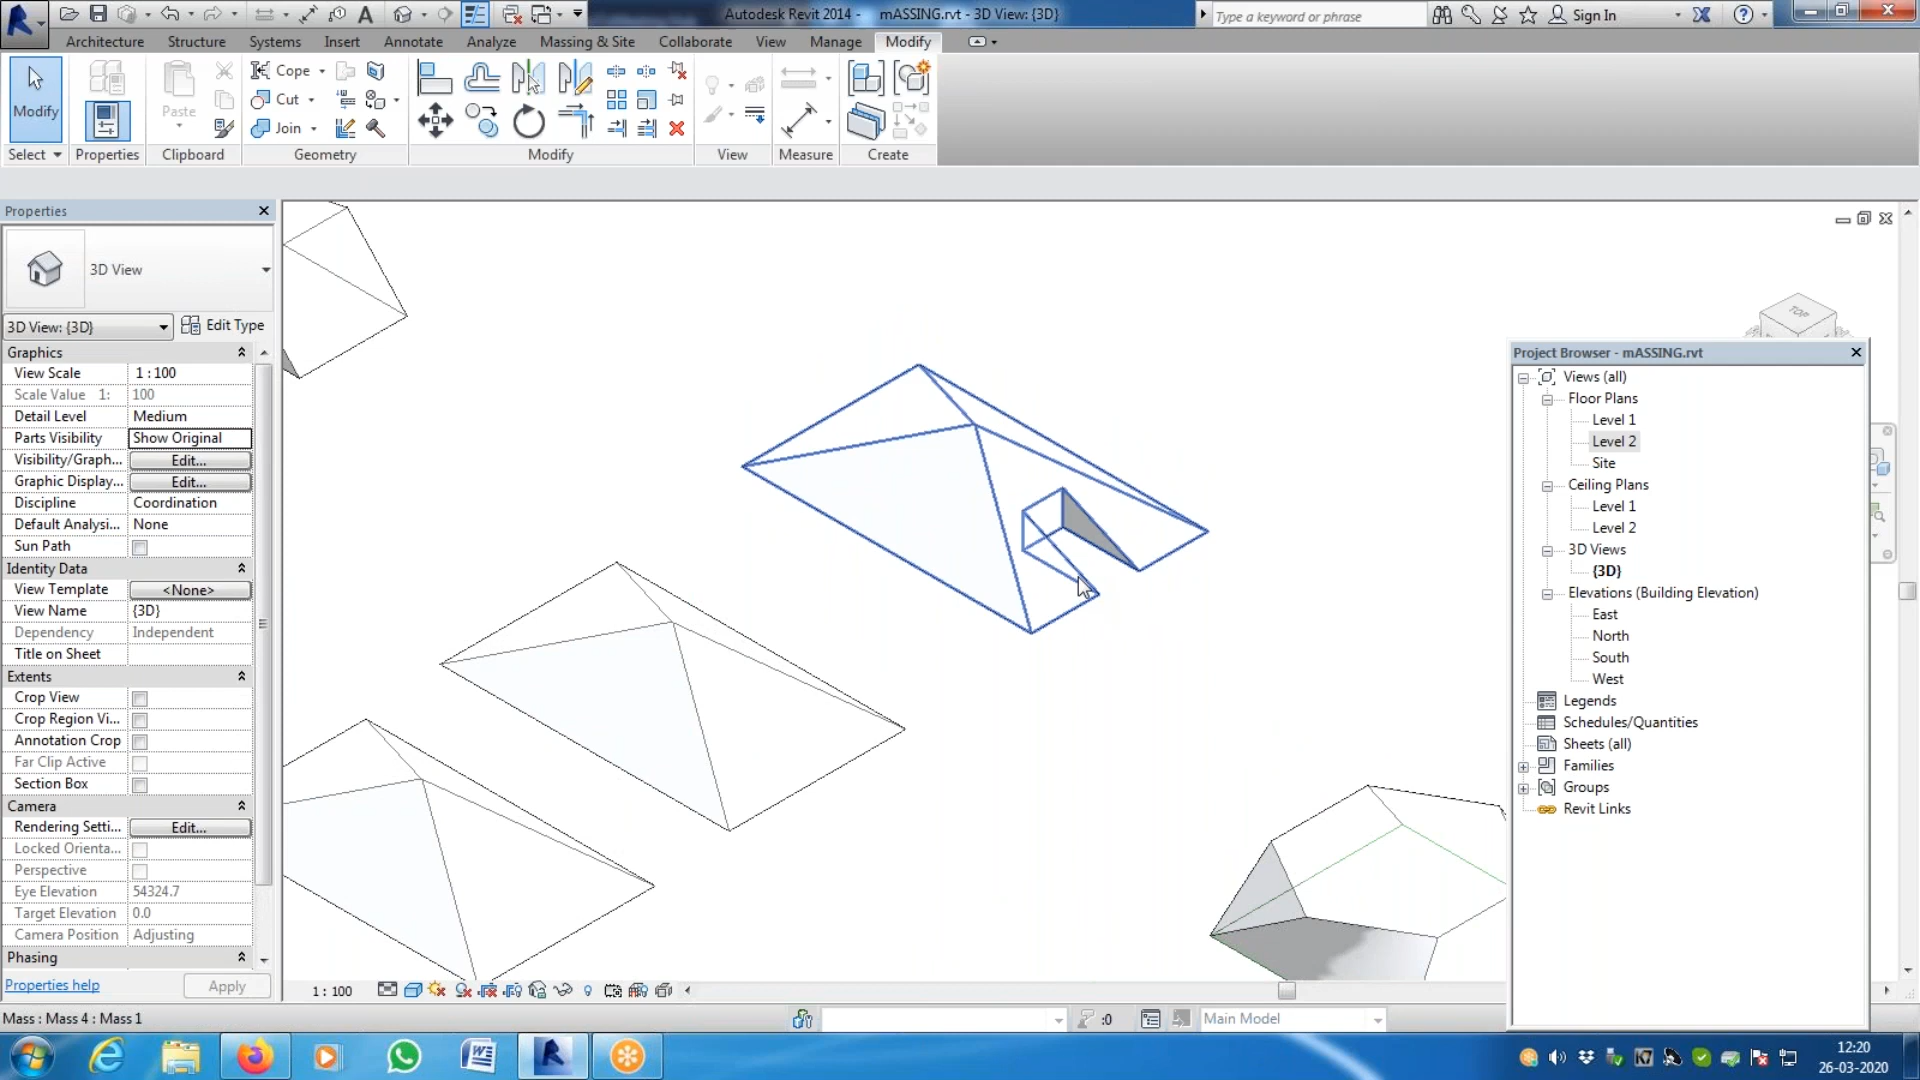 Autodesk Revit 2014 -    mASSING.rvt - 3D View: {3D}
Type a keyword or phrase
Sign In
Architecture Structure Systems Insert Annotate Analyze Massing & Site Collaborate View Manage Modify
Modify
Paste
Cope
Cut
Join
Select Properties Clipboard Geometry Modify View Measure Create
Properties
3D View
3D View: {3D} Edit Type
Graphics
View Scale 1 : 100
Scale Value 1: 100
Detail Level Medium
Parts Visibility Show Original
Visibility/Graph... Edit...
Graphic Display... Edit...
Discipline Coordination
Default Analysi... None
Sun Path
Identity Data
View Template <None>
View Name {3D}
Dependency Independent
Title on Sheet
Extents
Crop View
Crop Region Vi...
Annotation Crop
Far Clip Active
Section Box
Camera
Rendering Setti... Edit...
Locked Orienta...
Perspective
Eye Elevation 54324.7
Target Elevation 0.0
Camera Position Adjusting
Phasing
Properties help Apply
TOP
Project Browser - mASSING.rvt
Views (all)
Floor Plans
Level 1
Level 2
Site
Ceiling Plans
Level 1
Level 2
3D Views
{3D}
Elevations (Building Elevation)
East
North
South
West
Legends
Schedules/Quantities
Sheets (all)
Families
Groups
Revit Links
1 : 100
Mass : Mass 4 : Mass 1
:0
Main Model
12:20
26-03-2020